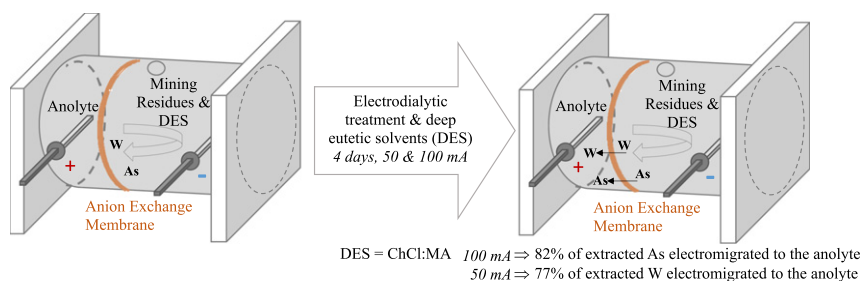 Anolyte
Mining
Residues &
DES
W
As
+
-
Anion Exchange
Membrane
Electrodialytic
treatment & deep
eutetic solvents (DES)
4 days, 50 & 100 mA
Anolyte
Mining
Residues &
DES
W W
As As
+
-
Anion Exchange
Membrane
DES = ChCl:MA 100 mA ⇒ 82% of extracted As electromigrated to the anolyte
50 mA ⇒ 77% of extracted W electromigrated to the anolyte